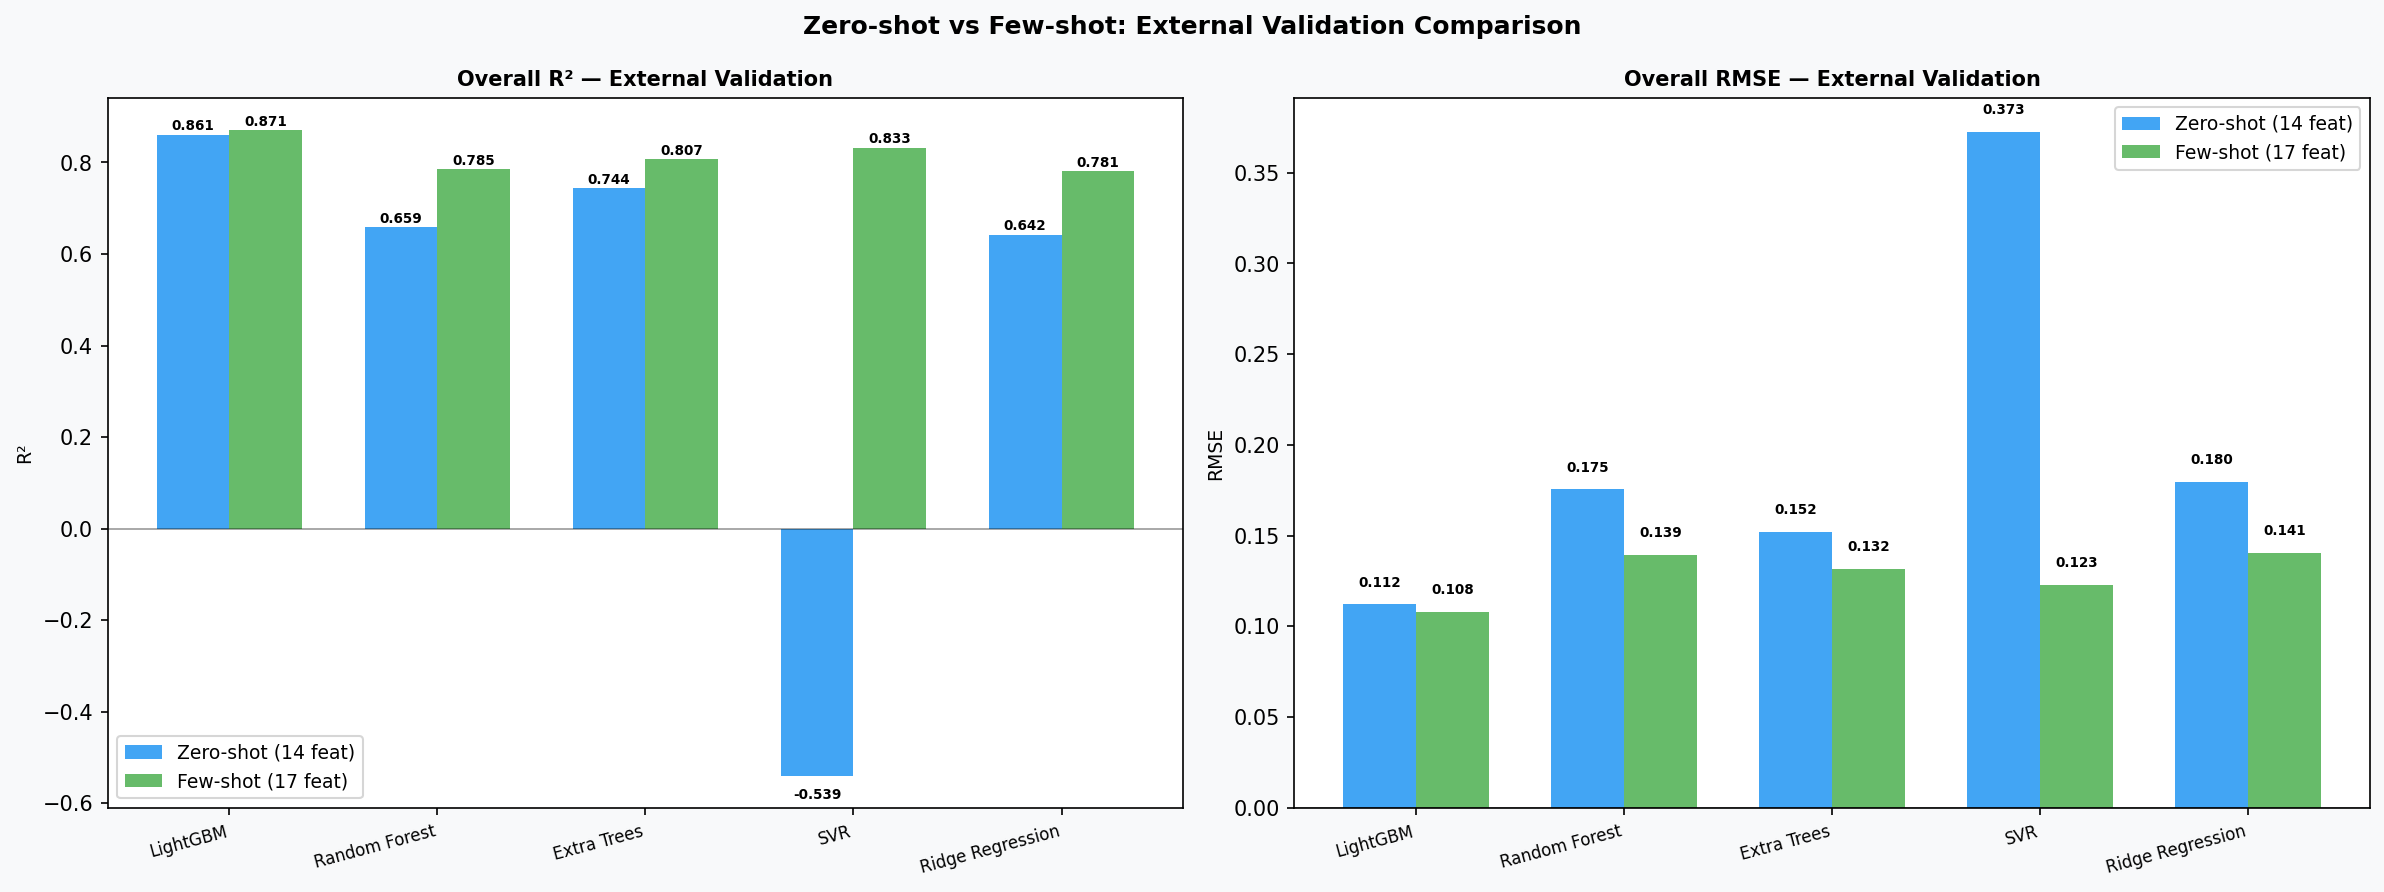 Zero-shot vs Few-shot: External Validation Comparison
Overall R² — External Validation
R²
0.8
0.6
0.4
0.2
0.0
−0.2
−0.4
−0.6
0.861
0.871
0.659
0.785
0.744
0.807
-0.539
0.833
0.642
0.781
Zero-shot (14 feat)
Few-shot (17 feat)
LightGBM
Random Forest
Extra Trees
SVR
Ridge Regression
Overall RMSE — External Validation
RMSE
0.35
0.30
0.25
0.20
0.15
0.10
0.05
0.00
0.112
0.108
0.175
0.139
0.152
0.132
0.373
0.123
0.180
0.141
Zero-shot (14 feat)
Few-shot (17 feat)
LightGBM
Random Forest
Extra Trees
SVR
Ridge Regression